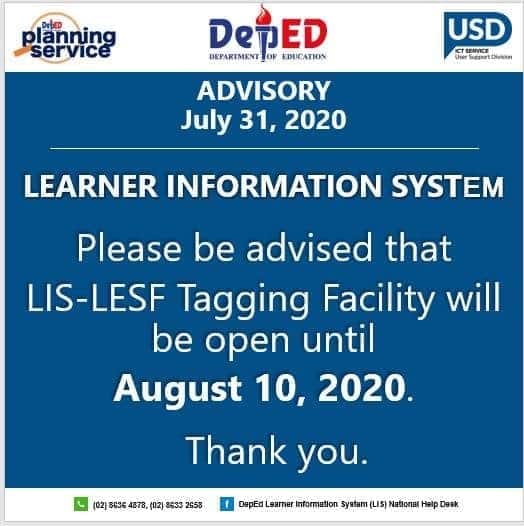 DepED
planning
service
DepED
DEPARTMENT OF EDUCATION
USD
ICT SERVICE
User Support Division
ADVISORY
July 31, 2020
LEARNER INFORMATION SYSTEM
Please be advised that
LIS-LESF Tagging Facility will
be open until
August 10, 2020.
Thank you.
(02) 8636 4878, (02) 8633 2658
f DepEd Learner Information System (LIS) National Help Desk